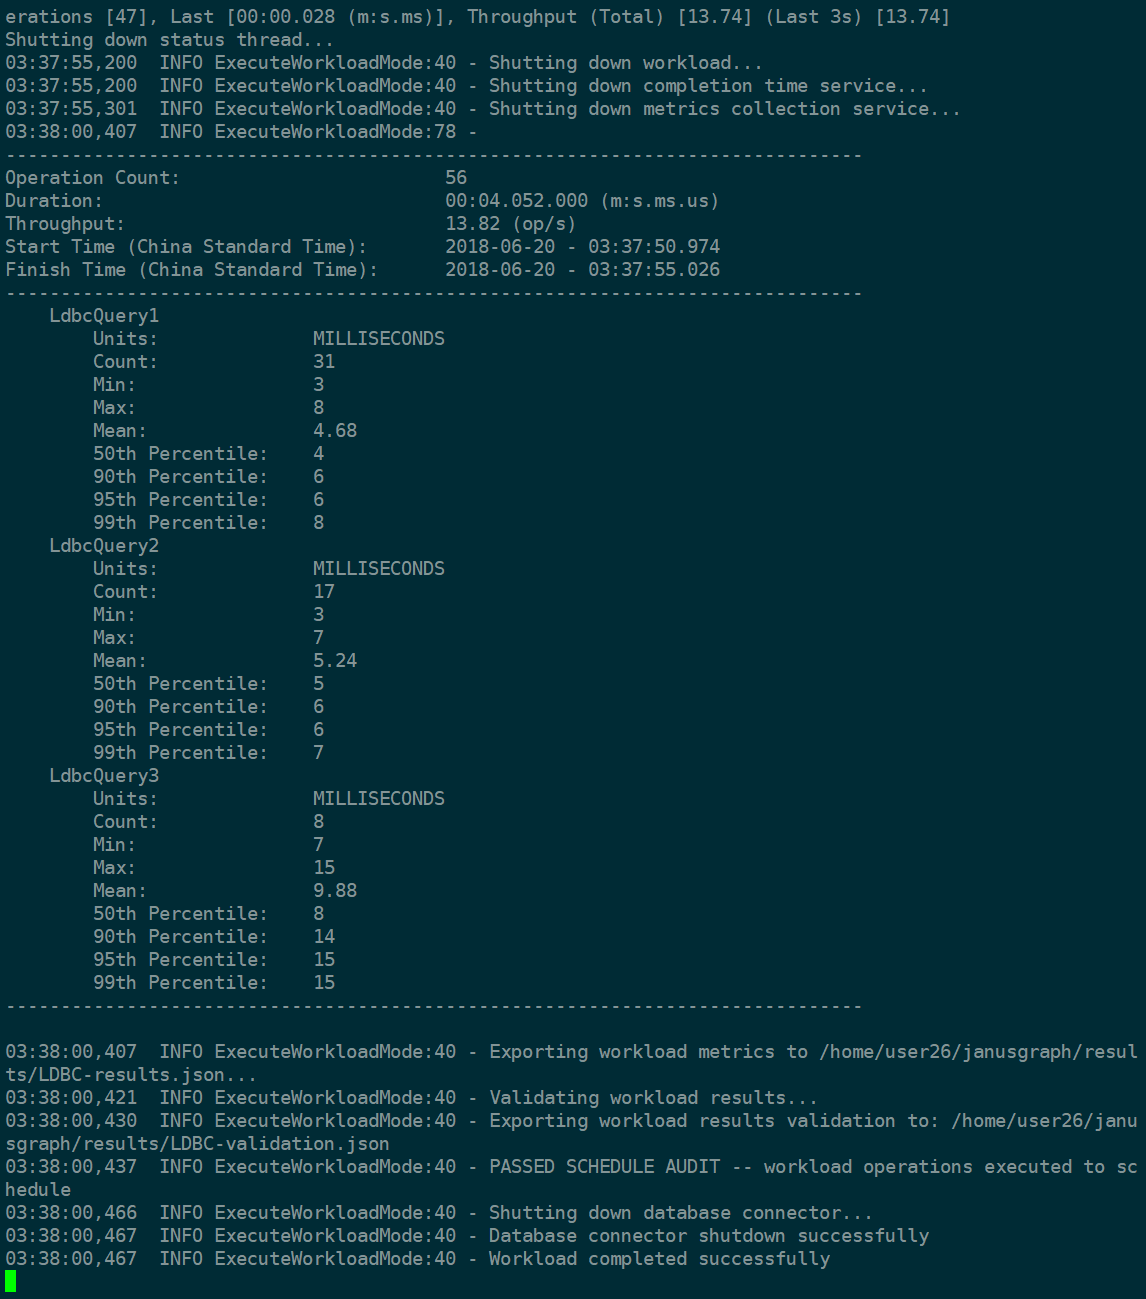 erations [47], Last [00:00.028 (m:s.ms)], Throughput (Total) [13.74] (Last 3s) [13.74]
Shutting down status thread...
03:37:55,200  INFO ExecuteWorkloadMode:40 - Shutting down workload...
03:37:55,200  INFO ExecuteWorkloadMode:40 - Shutting down completion time service...
03:37:55,301  INFO ExecuteWorkloadMode:40 - Shutting down metrics collection service...
03:38:00,407  INFO ExecuteWorkloadMode:78 -
------------------------------------------------------------------------------
Operation Count:                        56
Duration:                               00:04.052.000 (m:s.ms.us)
Throughput:                             13.82 (op/s)
Start Time (China Standard Time):       2018-06-20 - 03:37:50.974
Finish Time (China Standard Time):      2018-06-20 - 03:37:55.026
------------------------------------------------------------------------------
    LdbcQuery1
        Units:              MILLISECONDS
        Count:              31
        Min:                3
        Max:                8
        Mean:               4.68
        50th Percentile:    4
        90th Percentile:    6
        95th Percentile:    6
        99th Percentile:    8
    LdbcQuery2
        Units:              MILLISECONDS
        Count:              17
        Min:                3
        Max:                7
        Mean:               5.24
        50th Percentile:    5
        90th Percentile:    6
        95th Percentile:    6
        99th Percentile:    7
    LdbcQuery3
        Units:              MILLISECONDS
        Count:              8
        Min:                7
        Max:                15
        Mean:               9.88
        50th Percentile:    8
        90th Percentile:    14
        95th Percentile:    15
        99th Percentile:    15
------------------------------------------------------------------------------
03:38:00,407  INFO ExecuteWorkloadMode:40 - Exporting workload metrics to /home/user26/janusgraph/resul
ts/LDBC-results.json...
03:38:00,421  INFO ExecuteWorkloadMode:40 - Validating workload results...
03:38:00,430  INFO ExecuteWorkloadMode:40 - Exporting workload results validation to: /home/user26/janu
sgraph/results/LDBC-validation.json
03:38:00,437  INFO ExecuteWorkloadMode:40 - PASSED SCHEDULE AUDIT -- workload operations executed to sc
hedule
03:38:00,466  INFO ExecuteWorkloadMode:40 - Shutting down database connector...
03:38:00,467  INFO ExecuteWorkloadMode:40 - Database connector shutdown successfully
03:38:00,467  INFO ExecuteWorkloadMode:40 - Workload completed successfully